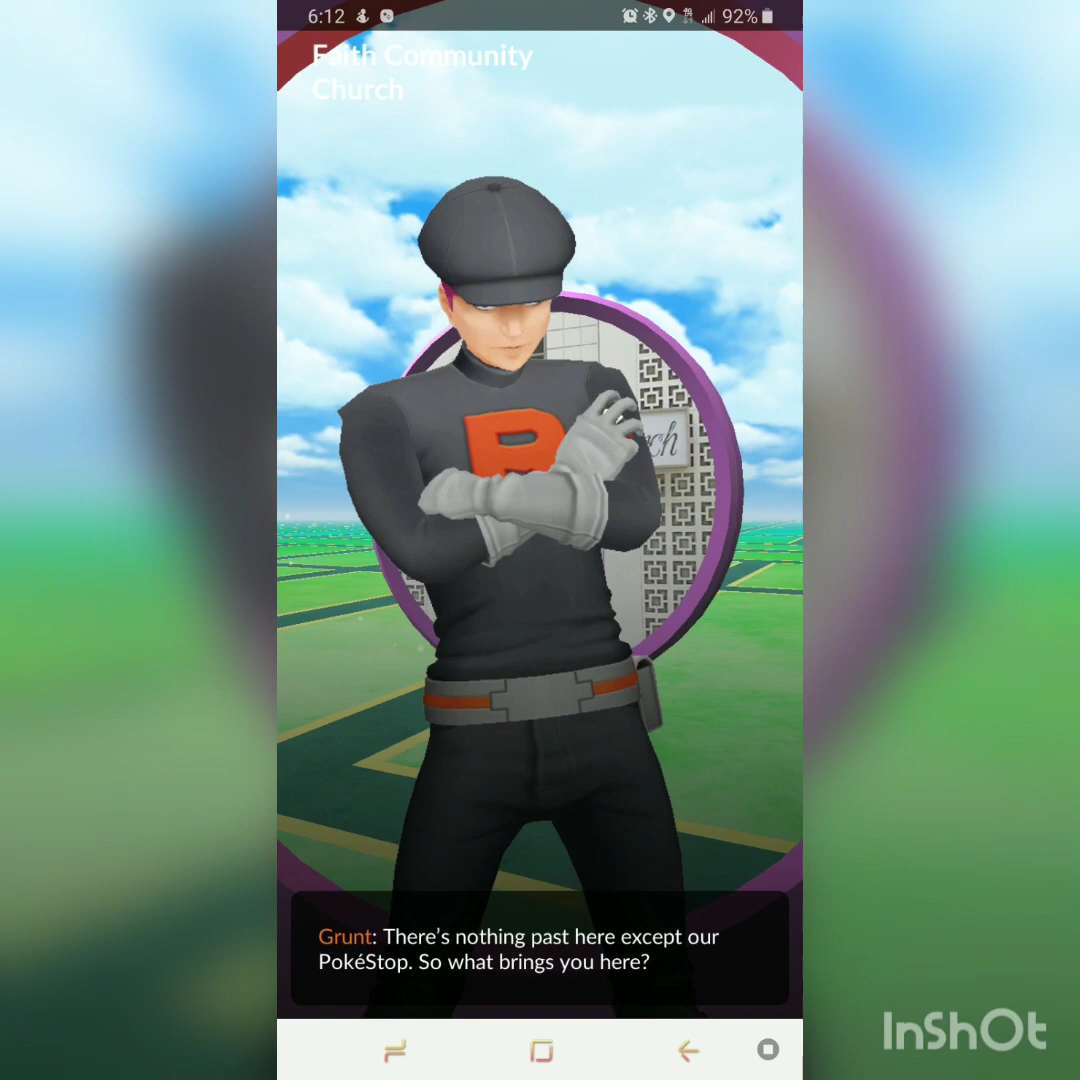 6:12
92%
Faith Community
Church
R
rch
Grunt: There's nothing past here except our
PokéStop. So what brings you here?
InShOt